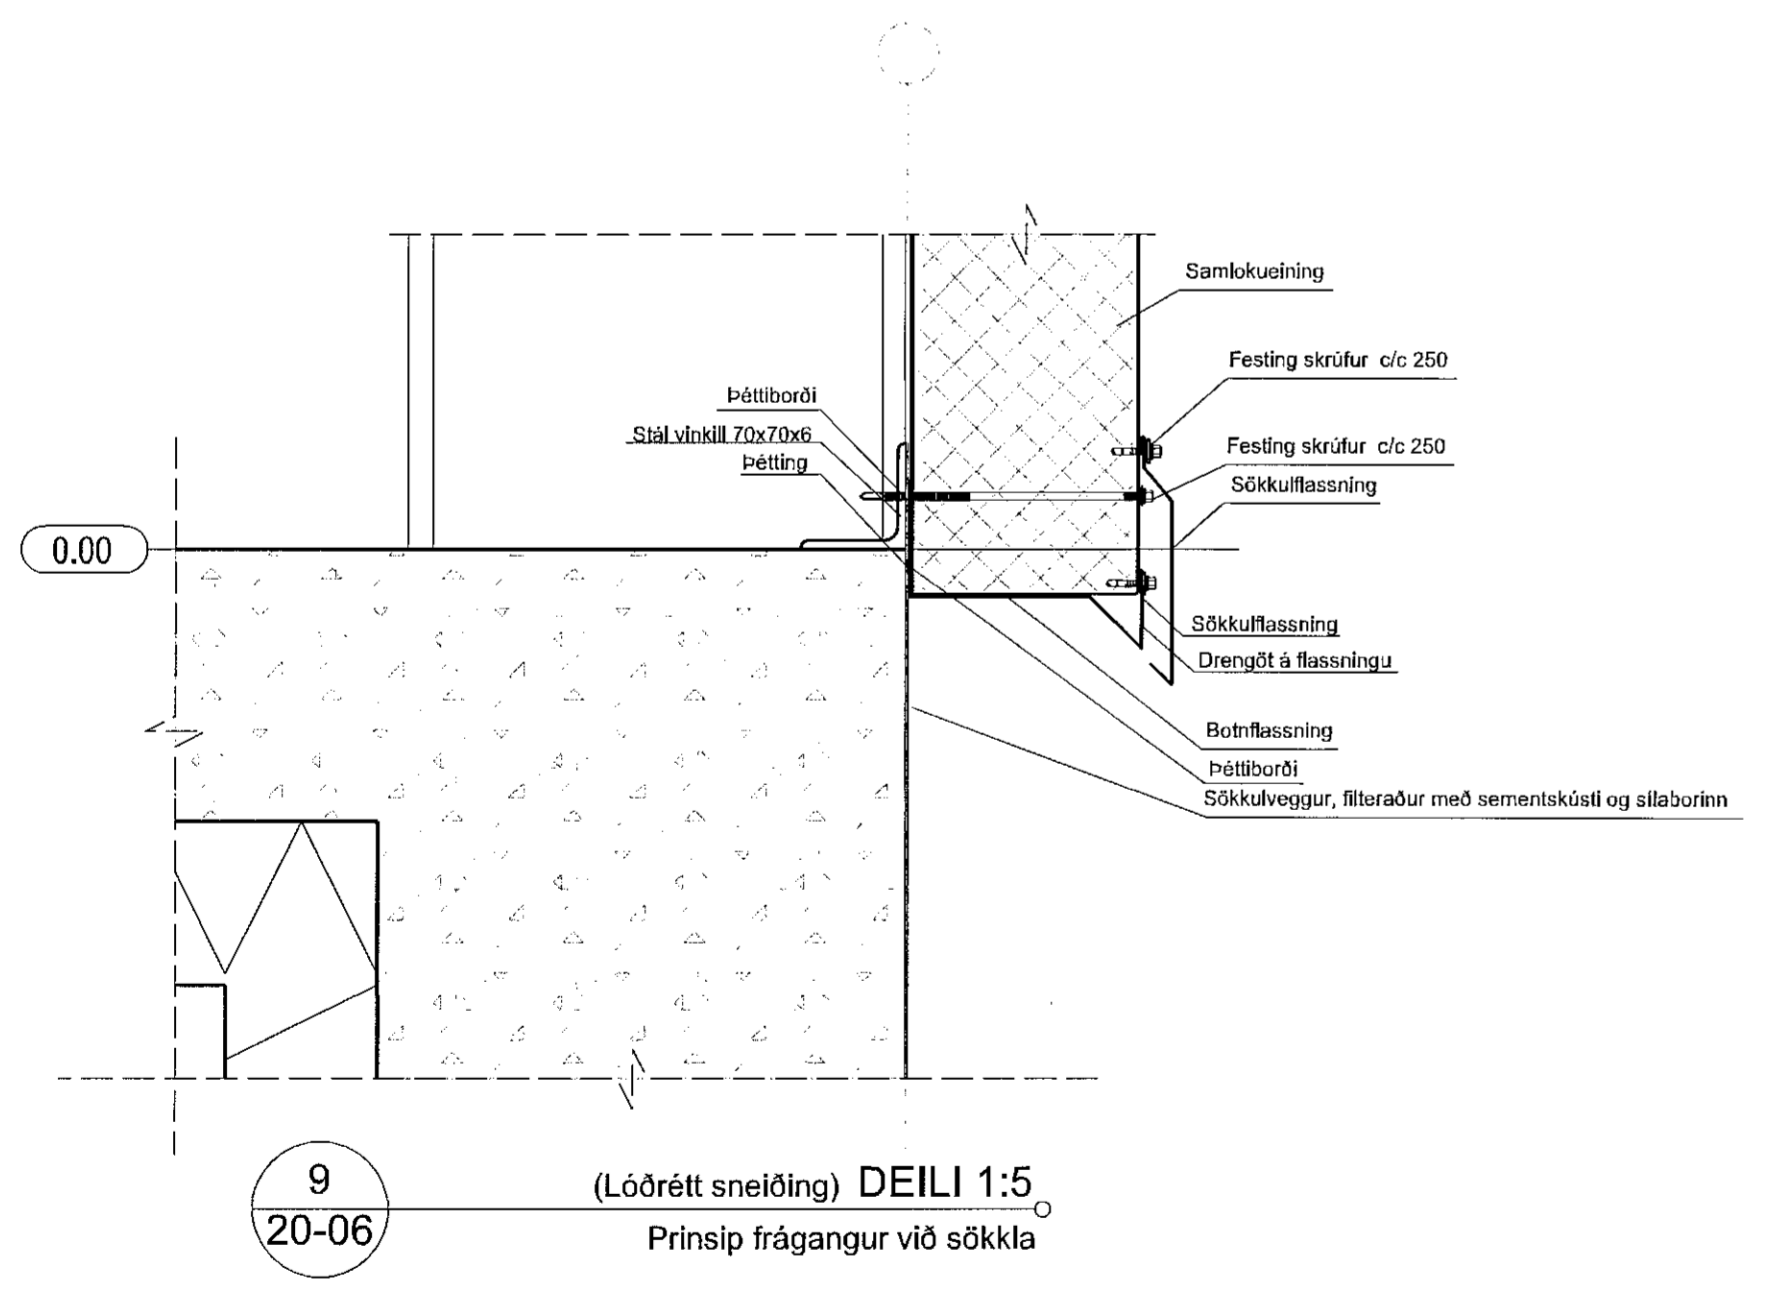 Samlokueining
Festing skrúfur c/c 250
Þéttiborði
Stál vinkill 70x70x6
Festing skrúfur c/c 250
Þétting
Sökkulflassning
0.00
Sökkulflassning
Drengöt á flassningu
Botnflassning
Þéttiborði
Sökkulveggur, filteraður með sementskústi og sílaborinn
9
20-06
(Lóðrétt sneiðing) DEILI 1:5
Prinsip frágangur við sökkla